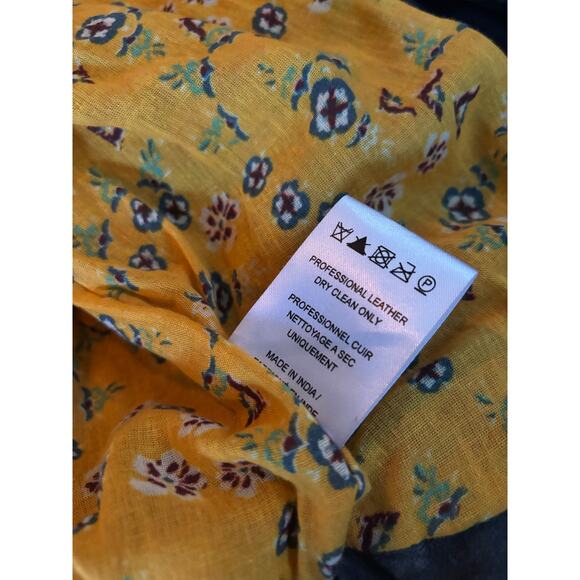 P
PROFESSIONAL LEATHER
DRY CLEAN ONLY
PROFESSIONNEL CUIR
NETTOYAGE A SEC
UNIQUEMENT
MADE IN INDIA /